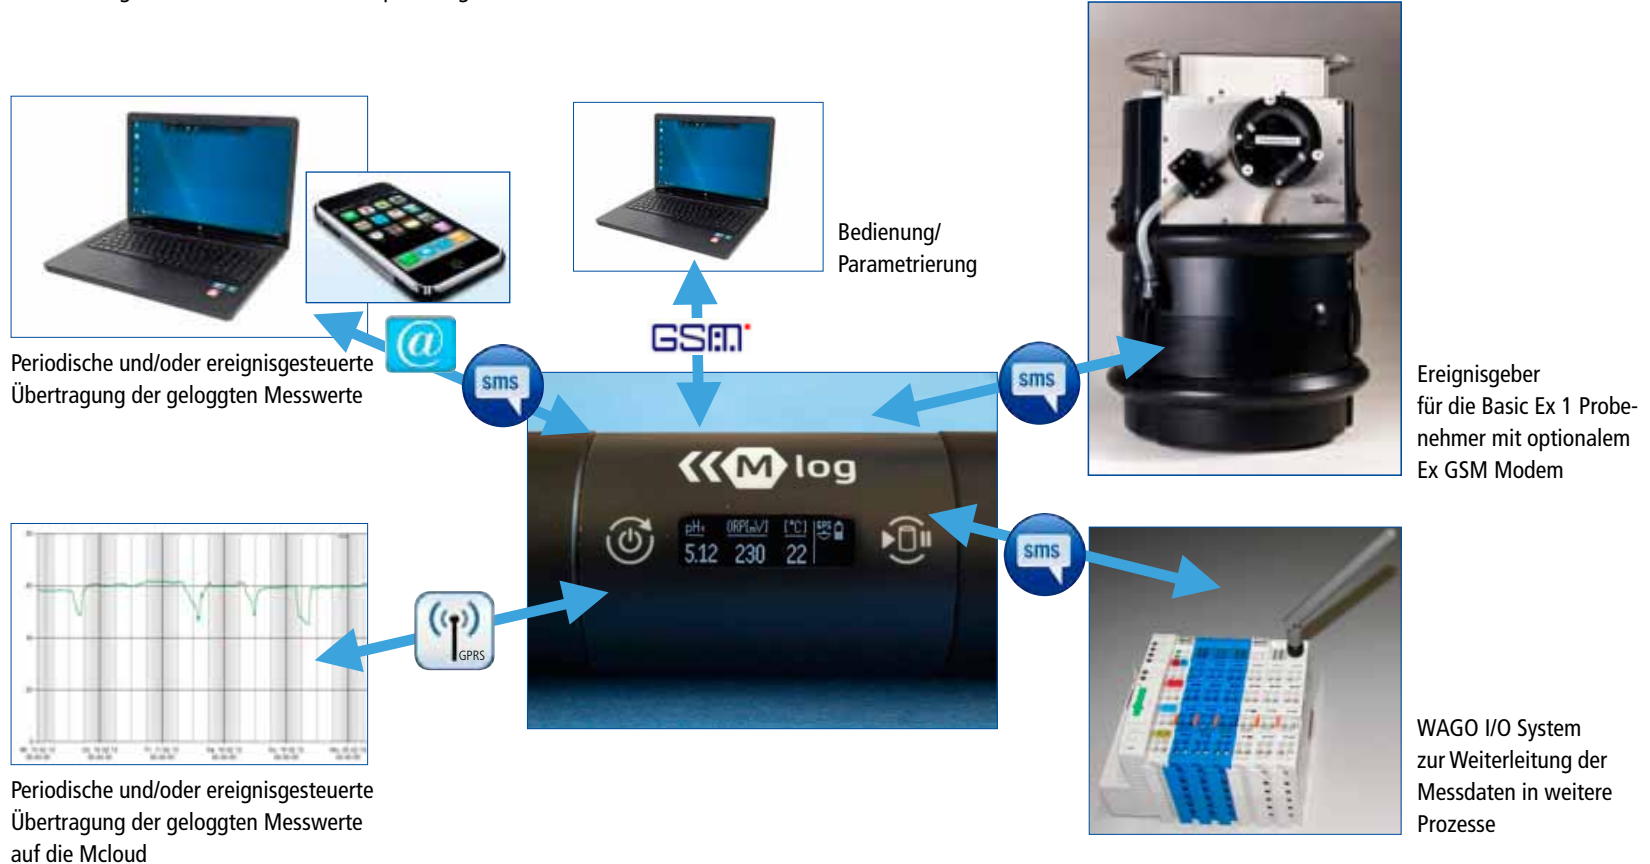 Bedienung/
Parametrierung
GSM
@
sms
sms
Periodische und/oder ereignisgesteuerte
Übertragung der geloggten Messwerte
Ereignisgeber
für die Basic Ex 1 Probe-
nehmer mit optionalem
Ex GSM Modem
M log
pH: ORP[mV] [°C] GPS
5.12 230 22
sms
GPRS
WAGO I/O System
zur Weiterleitung der
Messdaten in weitere
Prozesse
Periodische und/oder ereignisgesteuerte
Übertragung der geloggten Messwerte
auf die Mcloud